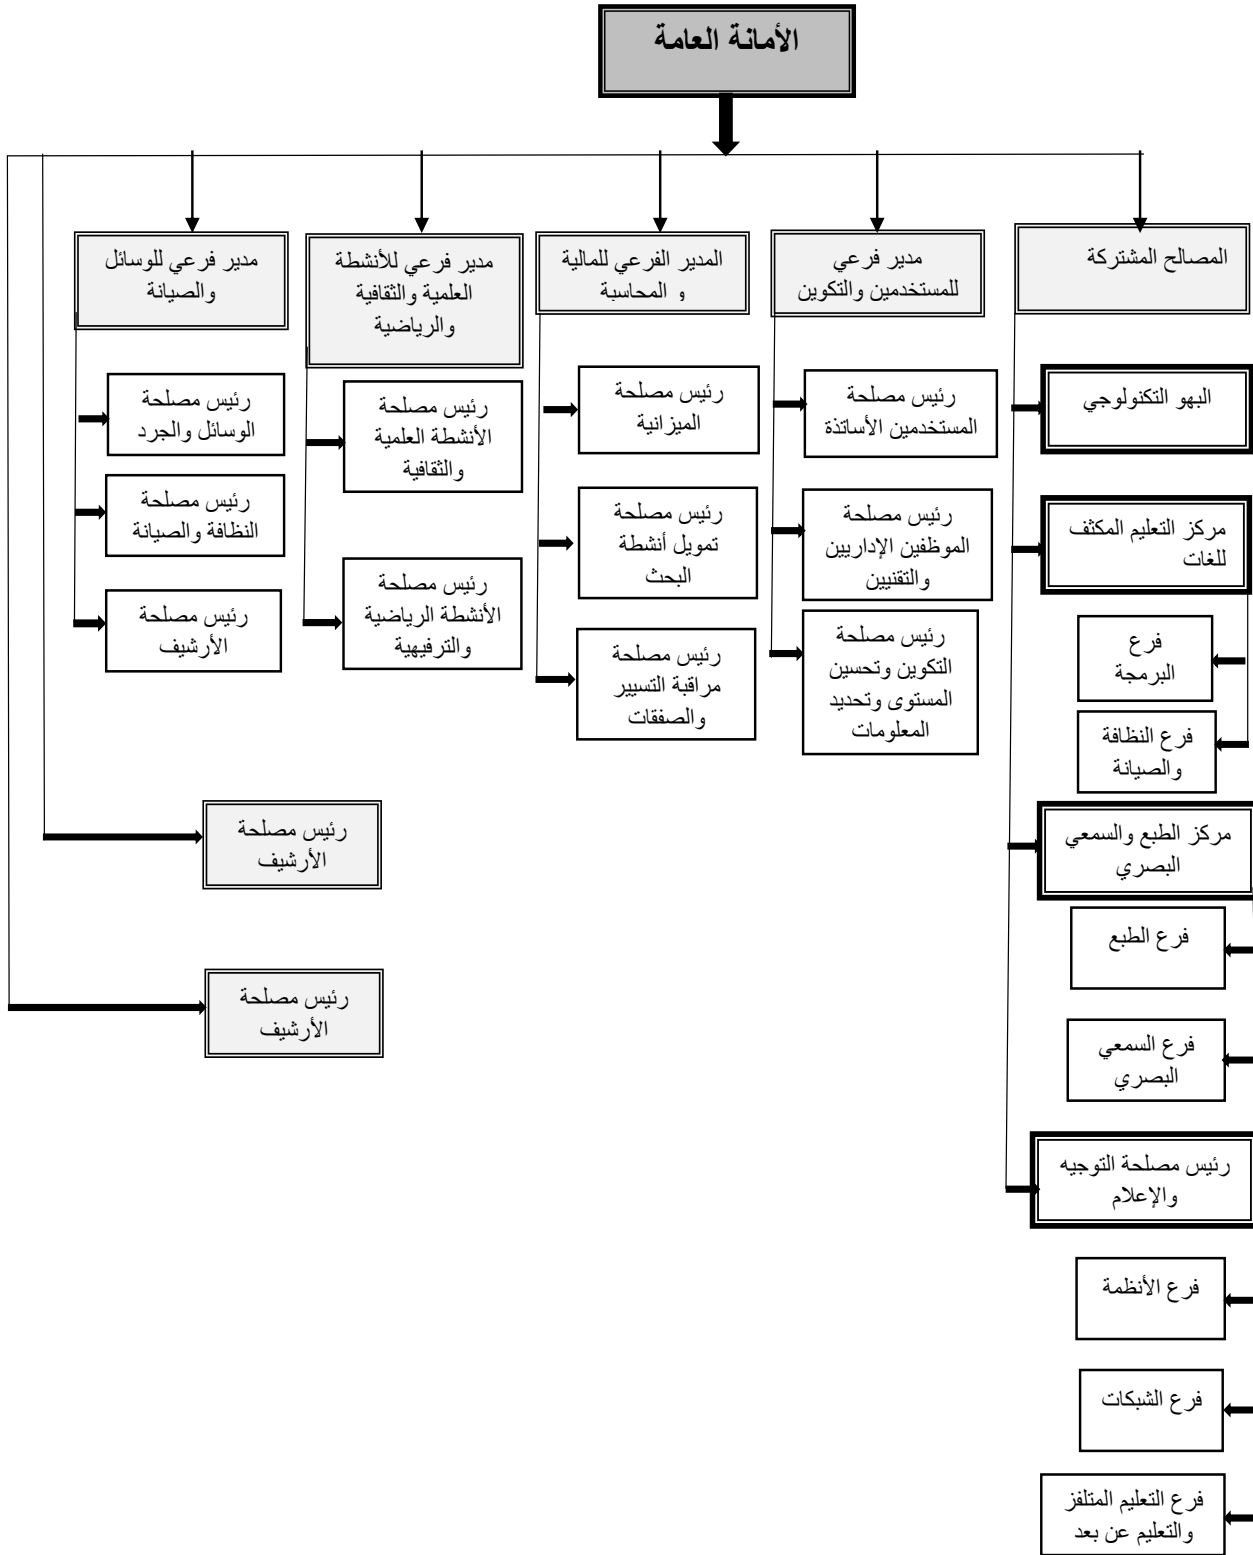 الأمانة العامة
المصالح المشتركة
مدير فرعي
للمستخدمين والتكوين
المدير الفرعي للمالية
و المحاسبة
مدير فرعي للأنشطة
العلمية والثقافية
والرياضية
مدير فرعي للوسائل
والصيانة
البهو التكنولوجي
مركز التعليم المكثف
للغات
فرع
البرمجة
فرع النظافة
والصيانة
مركز الطبع والسمعي
البصري
فرع الطبع
فرع السمعي
البصري
رئيس مصلحة التوجيه
والإعلام
فرع الأنظمة
فرع الشبكات
فرع التعليم المتلفز
والتعليم عن بعد
رئيس مصلحة
المستخدمين الأساتذة
رئيس مصلحة
الموظفين الإداريين
والتقنيين
رئيس مصلحة
التكوين وتحسين
المستوى وتحديد
المعلومات
رئيس مصلحة
الميزانية
رئيس مصلحة
تمويل أنشطة
البحث
رئيس مصلحة
مراقبة التسيير
والصفقات
رئيس مصلحة
الأنشطة العلمية
والثقافية
رئيس مصلحة
الأنشطة الرياضية
والترفيهية
رئيس مصلحة
الوسائل والجرد
رئيس مصلحة
النظافة والصيانة
رئيس مصلحة
الأرشيف
رئيس مصلحة
الأرشيف
رئيس مصلحة
الأرشيف